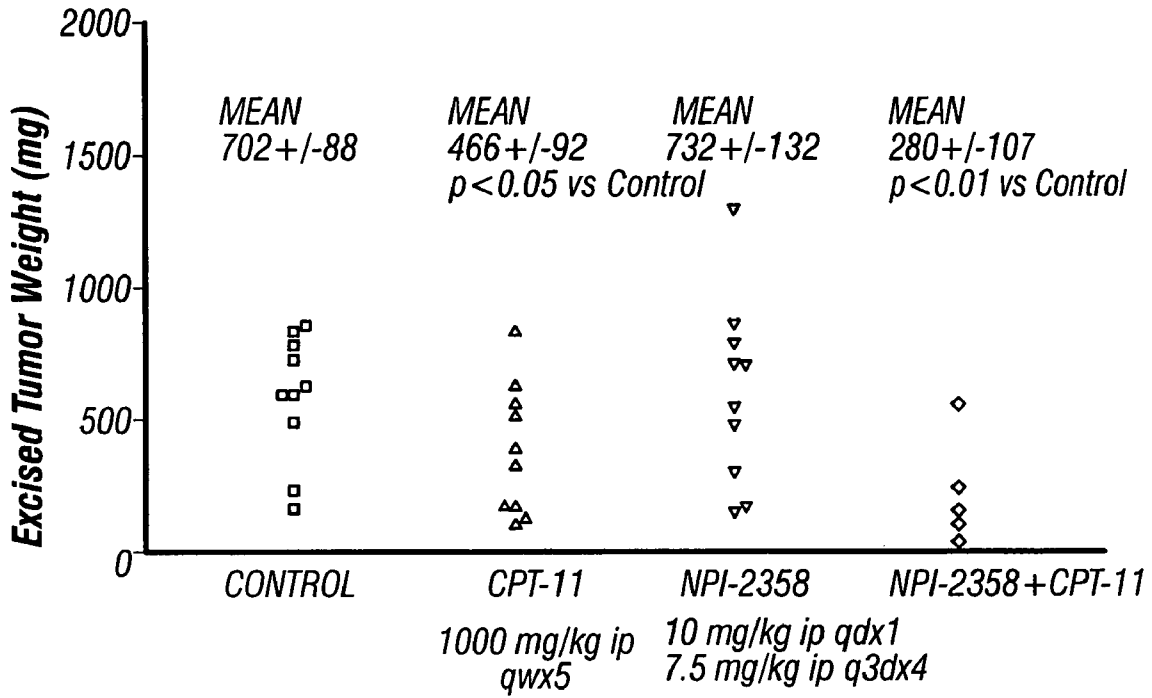 2000
1500
1000
500
0
Excised Tumor Weight (mg)
MEAN
702+/-88
MEAN
466+/-92
p<0.05 vs Control
MEAN
732+/-132
MEAN
280+/-107
p<0.01 vs Control
CONTROL
CPT-11
NPI-2358
NPI-2358+CPT-11
1000 mg/kg ip
qwx5
10 mg/kg ip qdx1
7.5 mg/kg ip q3dx4